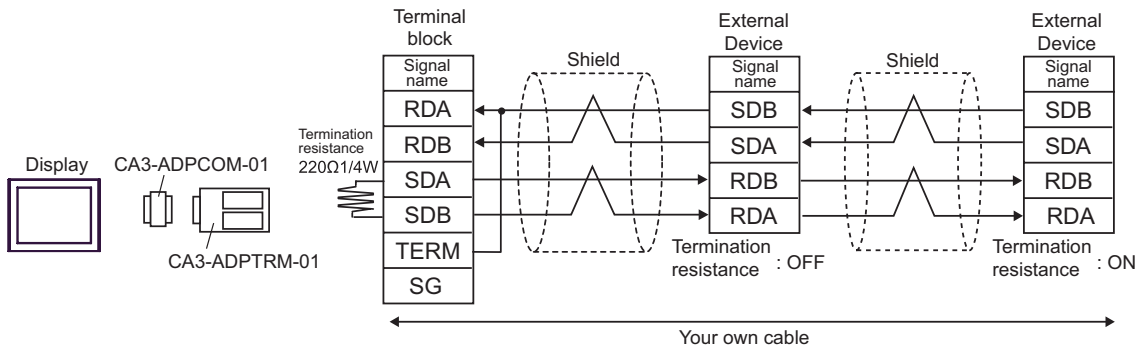 Display
CA3-ADPCOM-01
CA3-ADPTRM-01
Termination
resistance
220Ω1/4W
Terminal
block
Signal
name
RDA
RDB
SDA
SDB
TERM
SG
Shield
External
Device
Signal
name
SDB
SDA
RDB
RDA
Termination
resistance : OFF
Shield
External
Device
Signal
name
SDB
SDA
RDB
RDA
Termination
resistance : ON
Your own cable